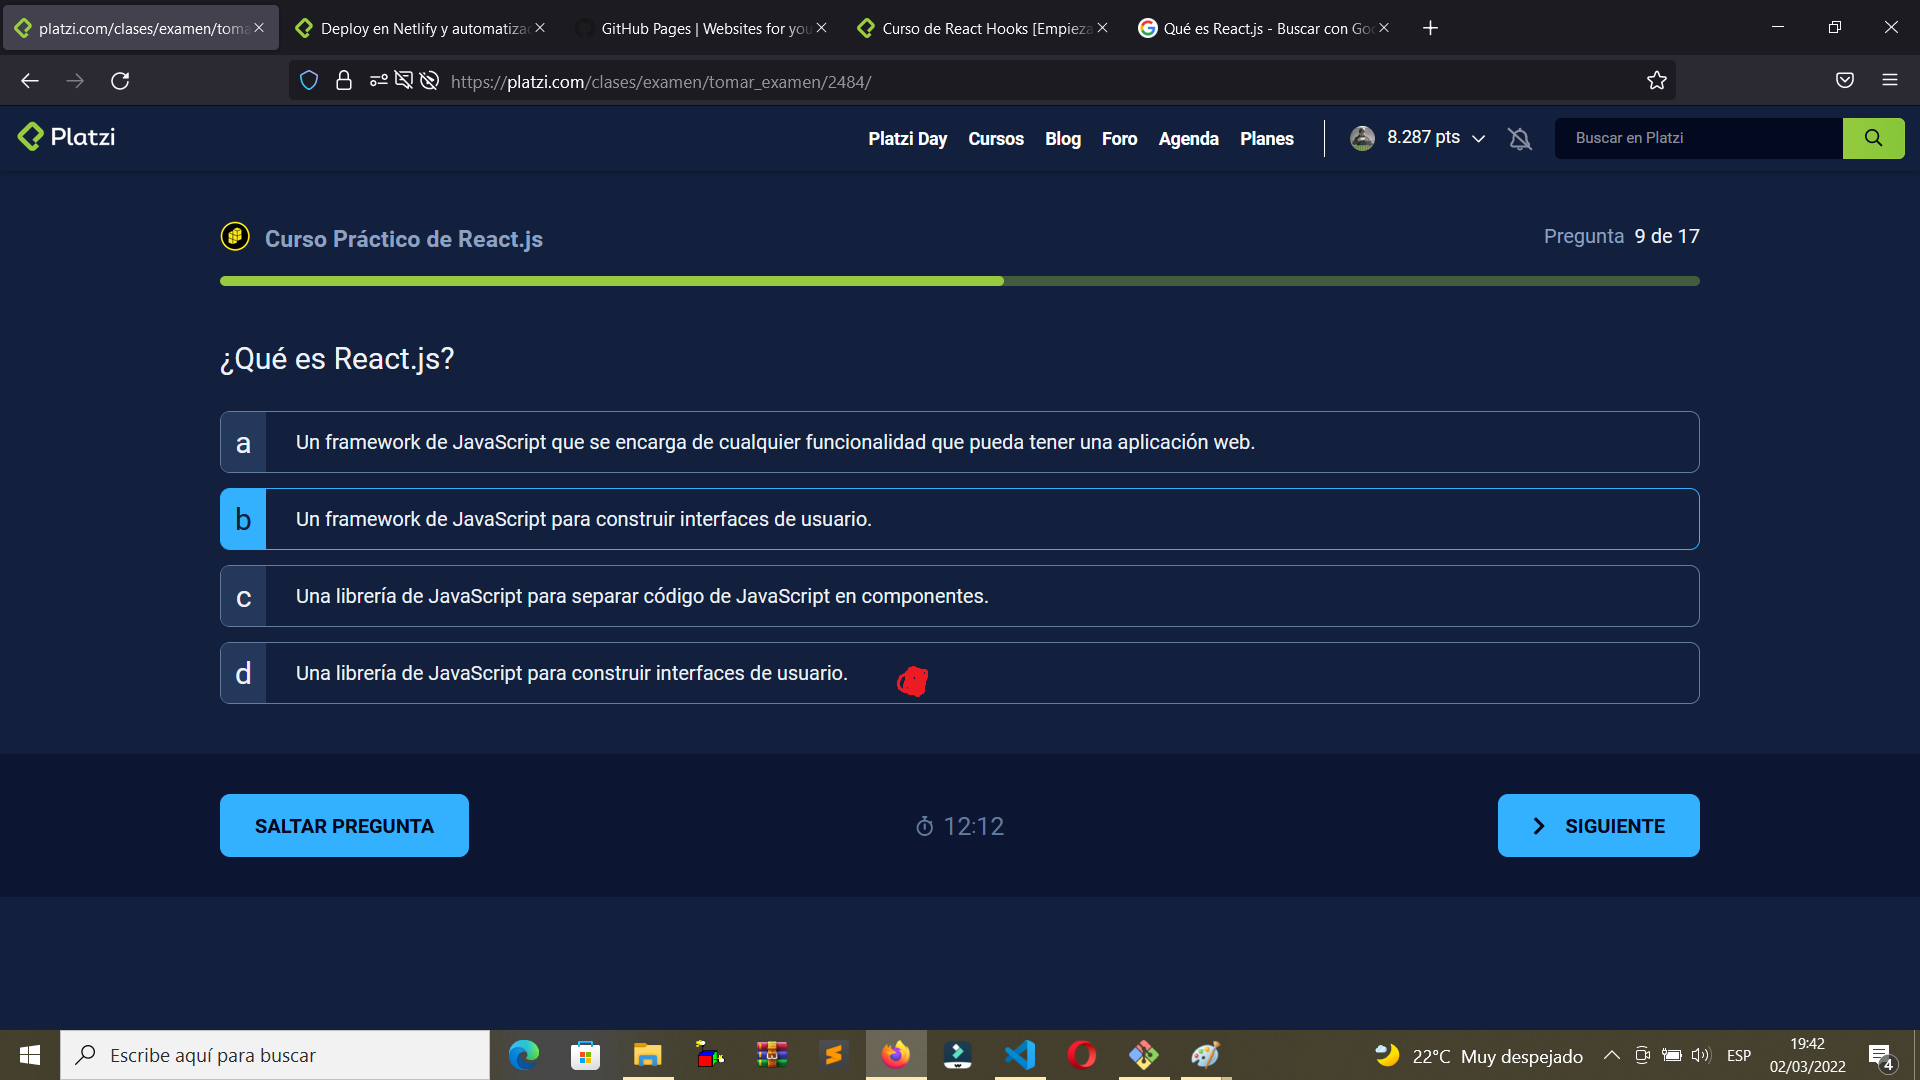 platzi.com/clases/examen/toma
Deploy en Netlify y automatizac
GitHub Pages | Websites for you
Curso de React Hooks [Empieza
Qué es React.js - Buscar con Goo
https://platzi.com/clases/examen/tomar_examen/2484/
Platzi
Platzi Day
Cursos
Blog
Foro
Agenda
Planes
8.287 pts
Buscar en Platzi
Curso Práctico de React.js
Pregunta 9 de 17
¿Qué es React.js?
a Un framework de JavaScript que se encarga de cualquier funcionalidad que pueda tener una aplicación web.
b Un framework de JavaScript para construir interfaces de usuario.
c Una librería de JavaScript para separar código de JavaScript en componentes.
d Una librería de JavaScript para construir interfaces de usuario.
SALTAR PREGUNTA
12:12
SIGUIENTE
Escribe aquí para buscar
22°C Muy despejado
ESP
19:42
02/03/2022
4